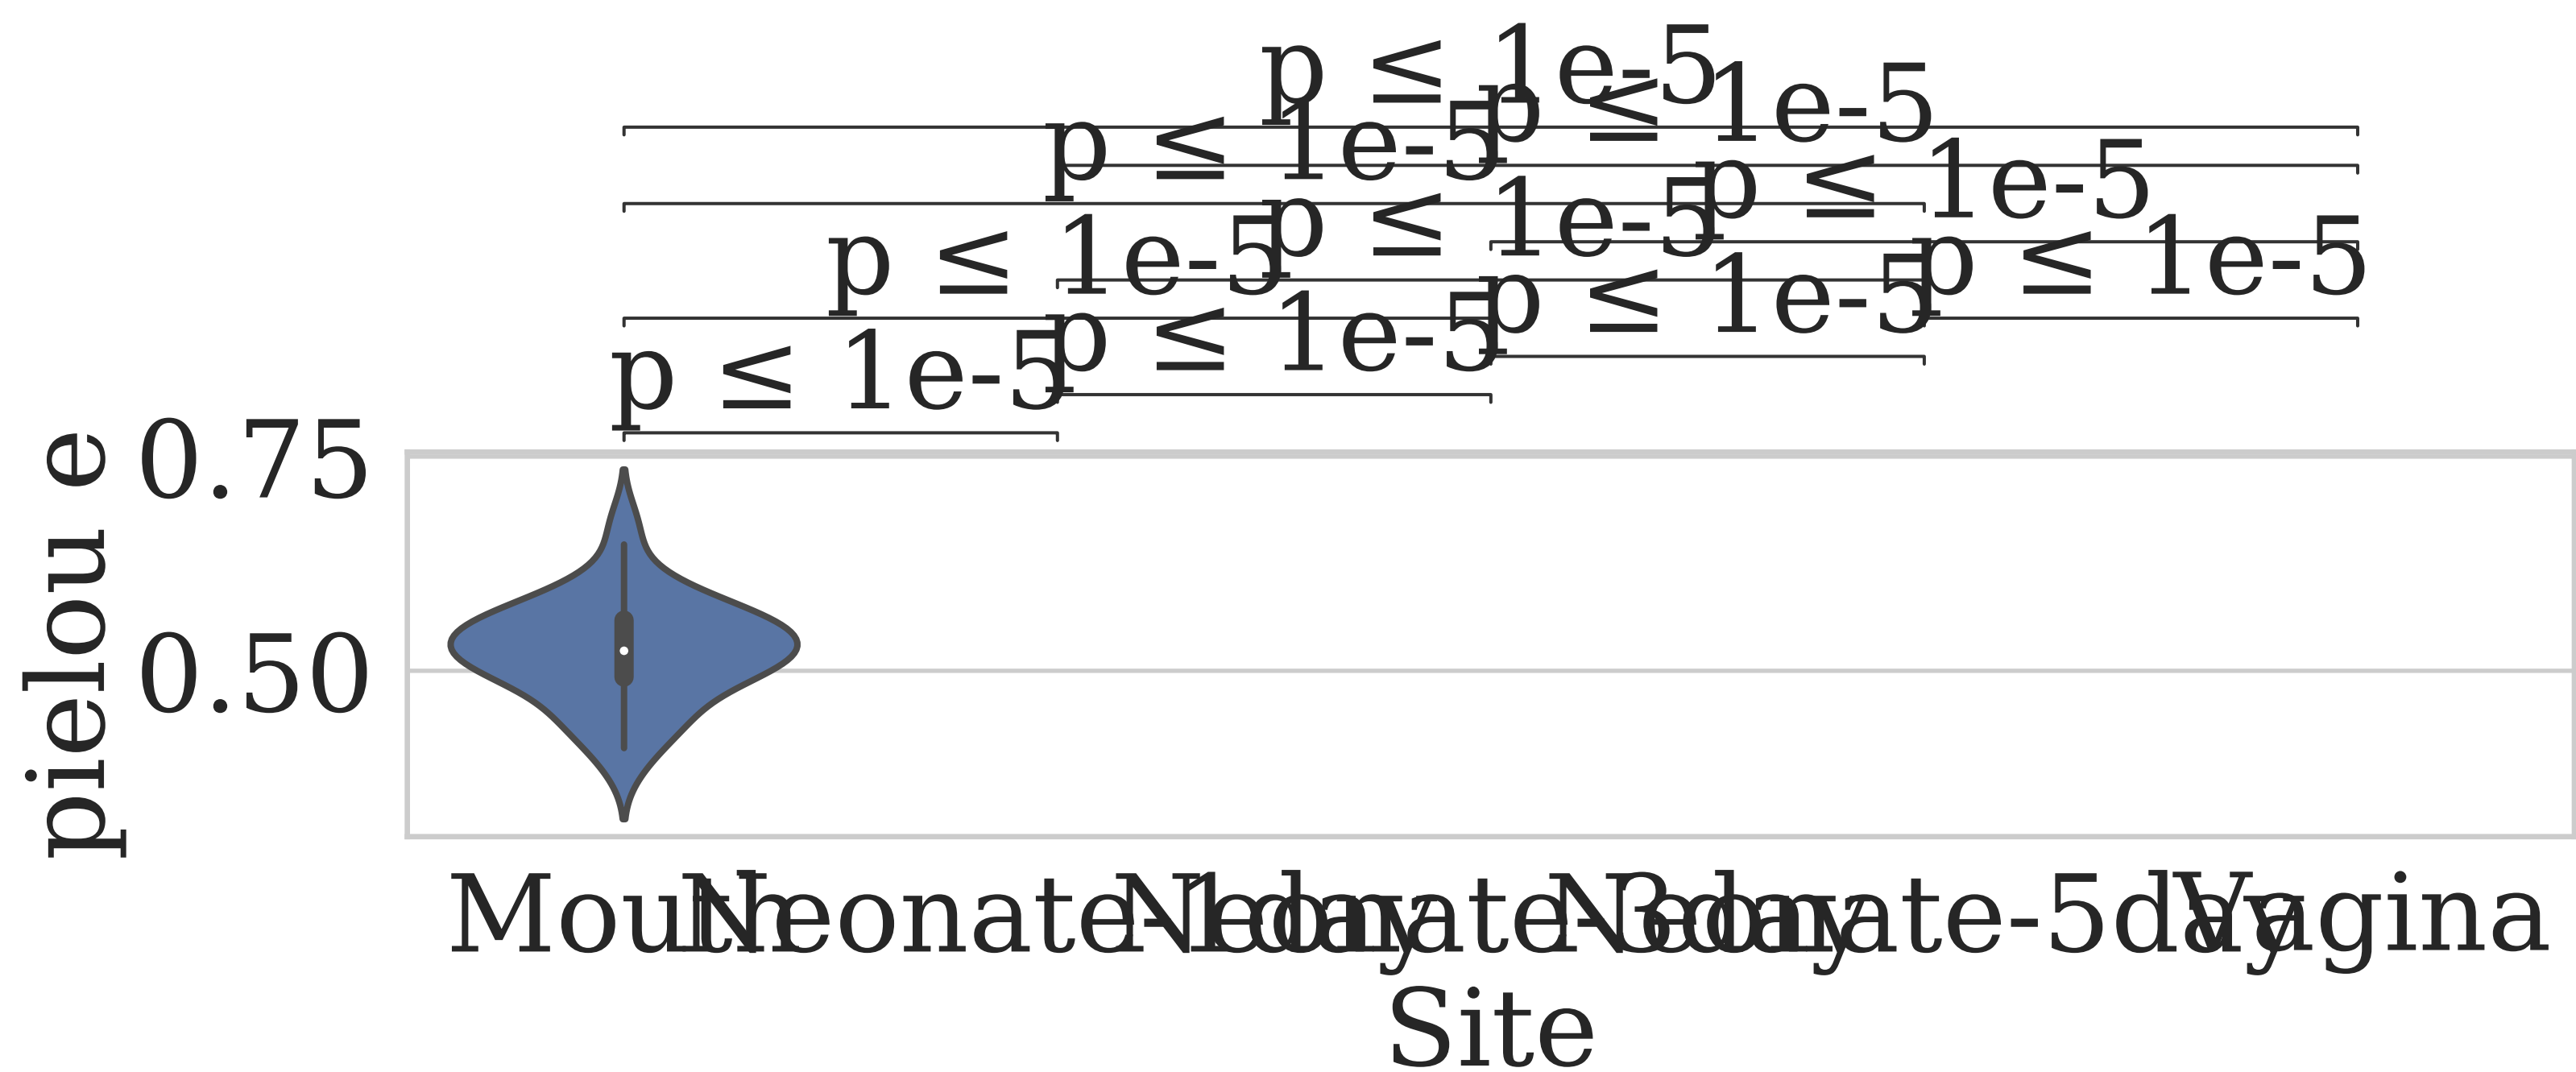 p ≤ 1e-5
p ≤ 1e-5
p ≤ 1e-5
p ≤ 1e-5
p ≤ 1e-5
p ≤ 1e-5
p ≤ 1e-5
p ≤ 1e-5
p ≤ 1e-5
p ≤ 1e-5
0.75
0.50
pielou e
Mouth Neonate-1day Neonate-3day Neonate-5day Vagina
Site